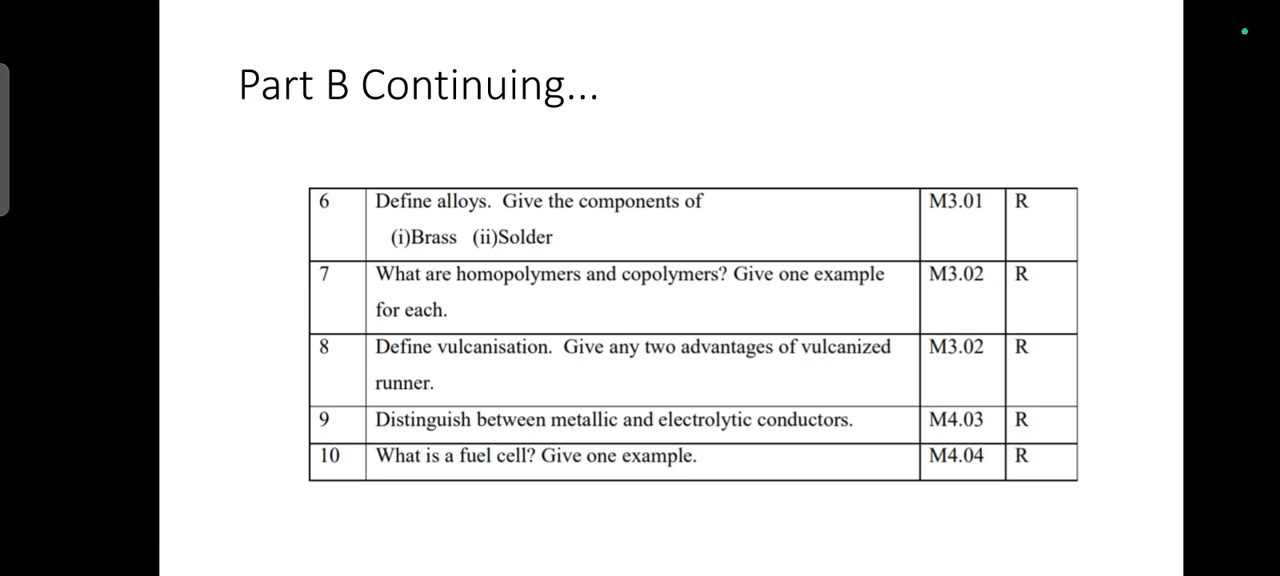 Part B Continuing...
6 Define alloys. Give the components of M3.01 R
(i)Brass (ii)Solder
7 What are homopolymers and copolymers? Give one example M3.02 R
for each.
8 Define vulcanisation. Give any two advantages of vulcanized M3.02 R
runner.
9 Distinguish between metallic and electrolytic conductors. M4.03 R
10 What is a fuel cell? Give one example. M4.04 R